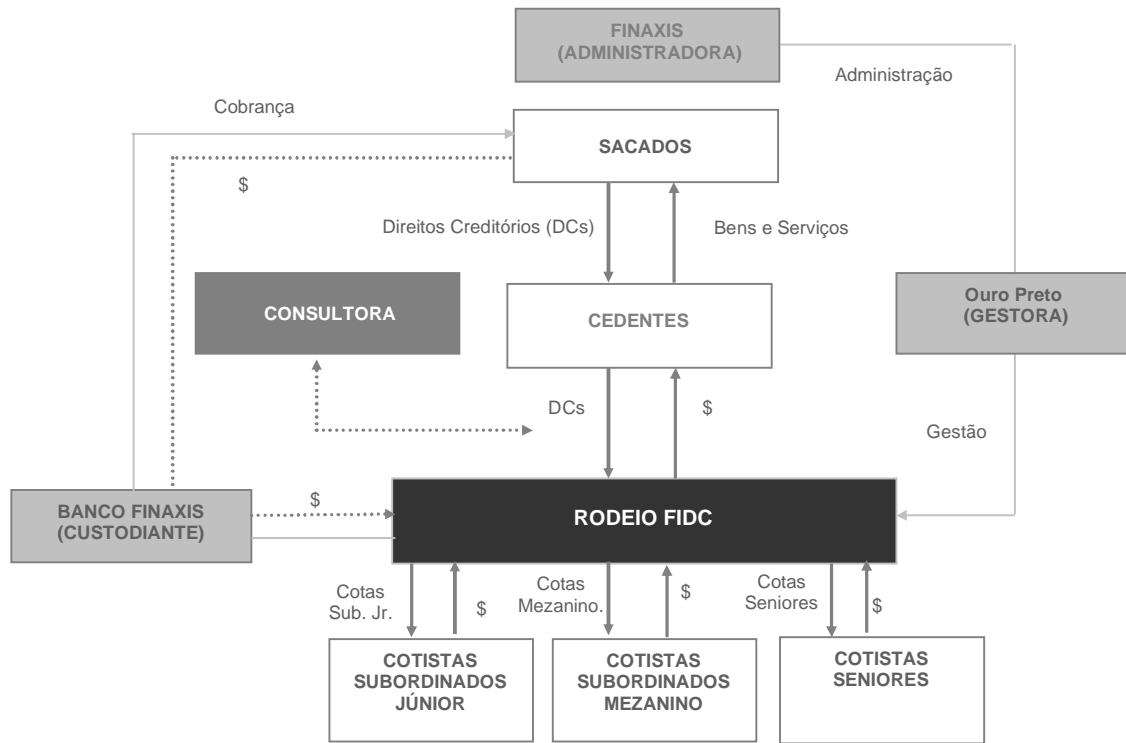 FINAXIS
(ADMINISTRADORA)
Administração
Cobrança
SACADOS
$
Direitos Creditórios (DCs)
Bens e Serviços
CONSULTORA
CEDENTES
Ouro Preto
(GESTORA)
DCs
$
Gestão
BANCO FINAXIS
(CUSTODIANTE)
$
RODEIO FIDC
Cotas
Sub. Jr.
$
Cotas
Mezanino.
$
Cotas
Seniores
$
COTISTAS
SUBORDINADOS
JÚNIOR
COTISTAS
SUBORDINADOS
MEZANINO
COTISTAS
SENIORES